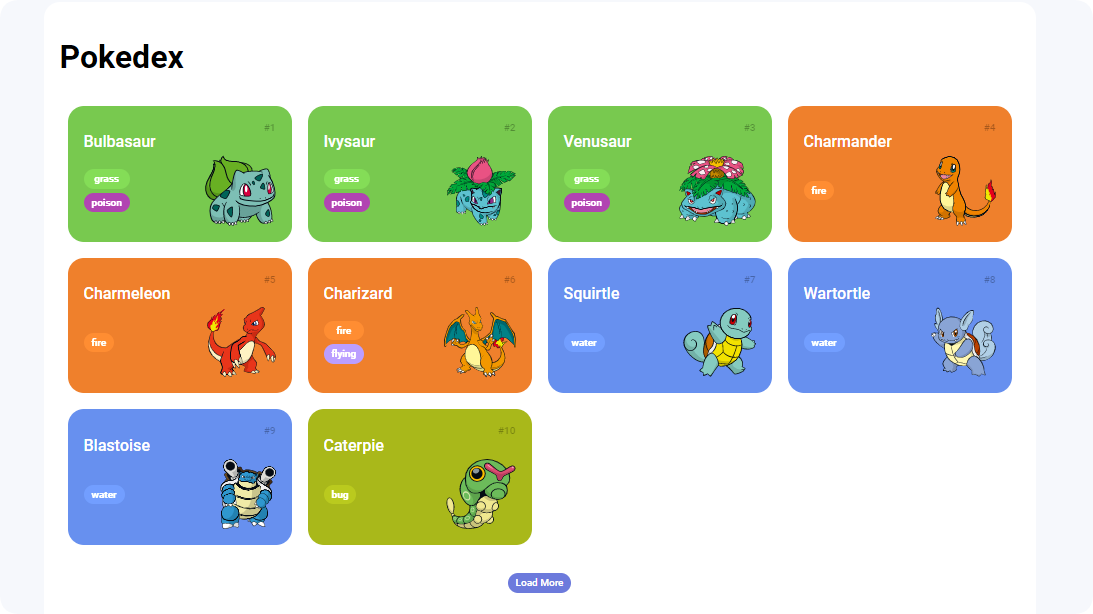 Pokedex
#1
Bulbasaur
grass
poison
#2
Ivysaur
grass
poison
#3
Venusaur
grass
poison
#4
Charmander
fire
#5
Charmeleon
fire
#6
Charizard
fire
flying
#7
Squirtle
water
#8
Wartortle
water
#9
Blastoise
water
#10
Caterpie
bug
Load More